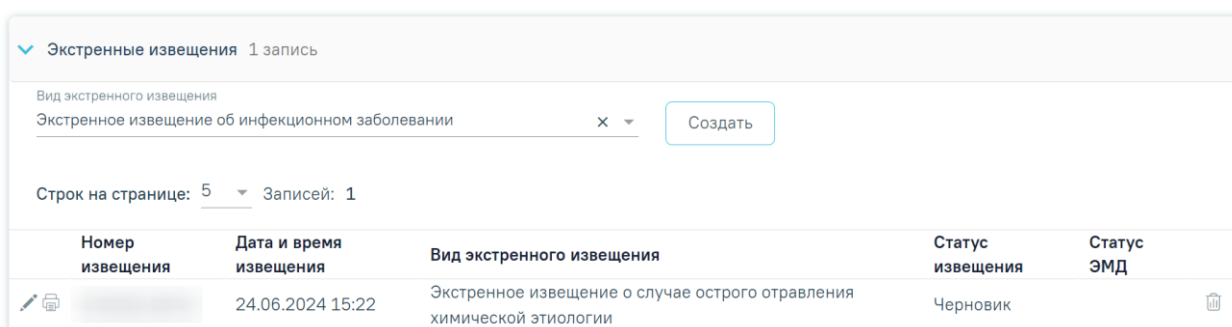 Экстренные извещения 1 запись
Вид экстренного извещения
Экстренное извещение об инфекционном заболевании
Создать
Строк на странице: 5 Записей: 1
Номер извещения
Дата и время извещения
Вид экстренного извещения
Статус извещения
Статус ЭМД
24.06.2024 15:22
Экстренное извещение о случае острого отравления
химической этиологии
Черновик